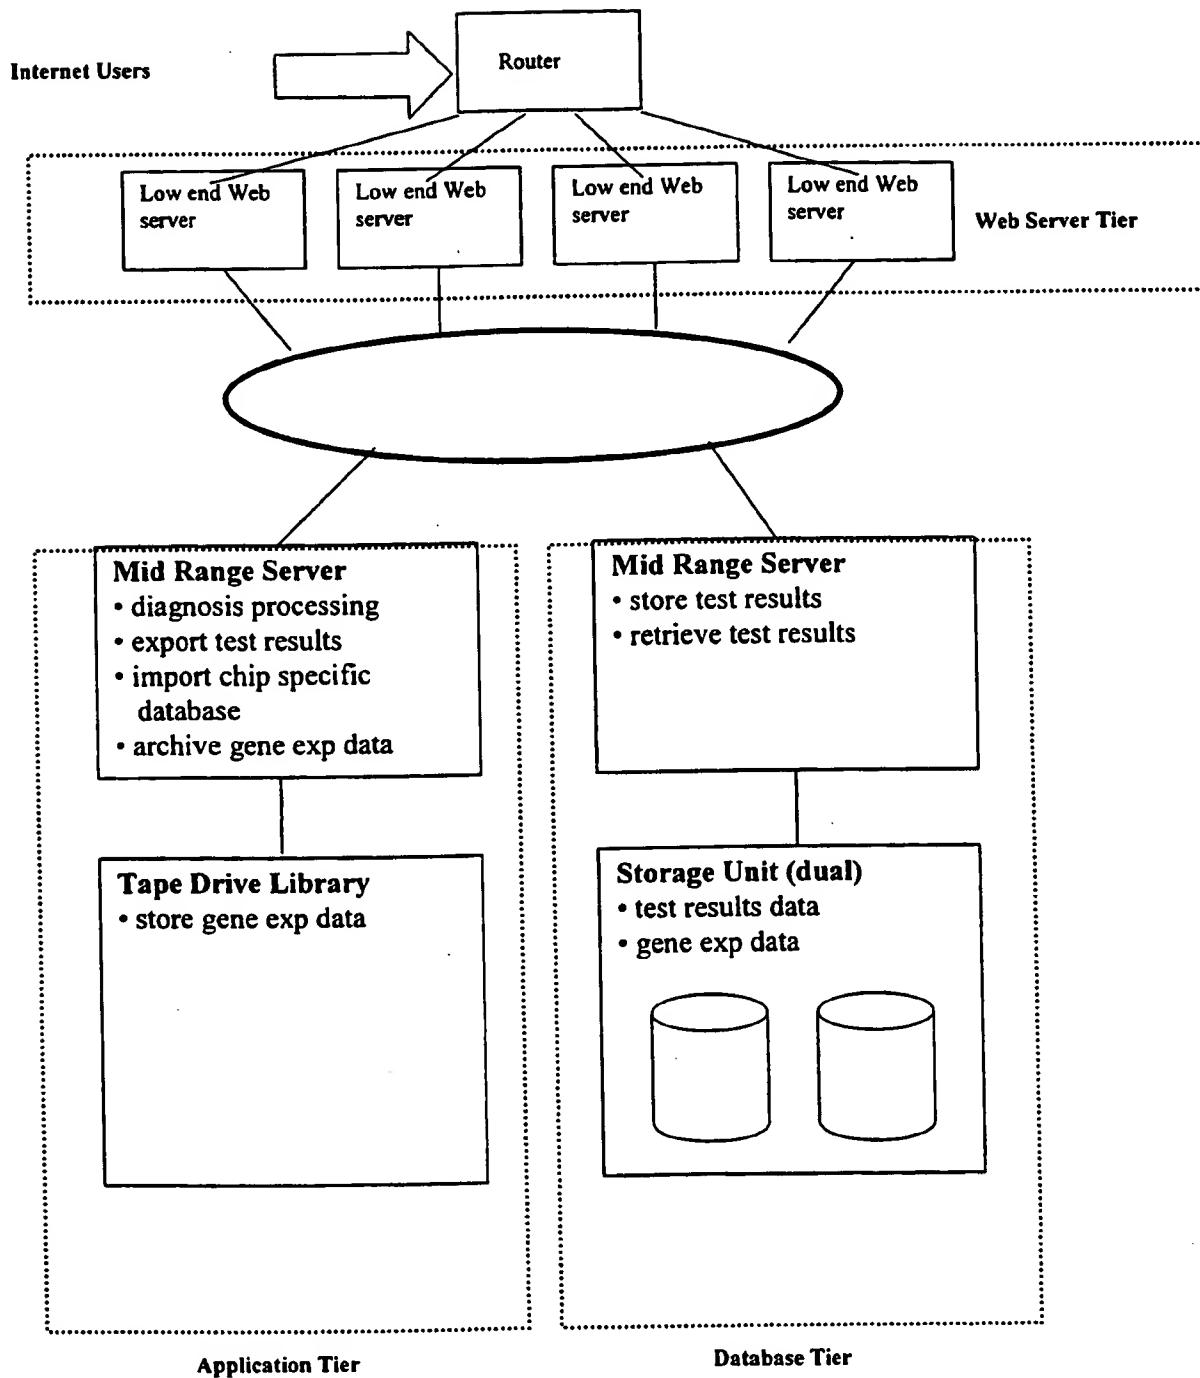 Internet Users
Router
Low end Web
server
Low end Web
server
Low end Web
server
Low end Web
server
Web Server Tier
Mid Range Server
• diagnosis processing
• export test results
• import chip specific
database
• archive gene exp data
Mid Range Server
• store test results
• retrieve test results
Tape Drive Library
• store gene exp data
Storage Unit (dual)
• test results data
• gene exp data
Application Tier
Database Tier